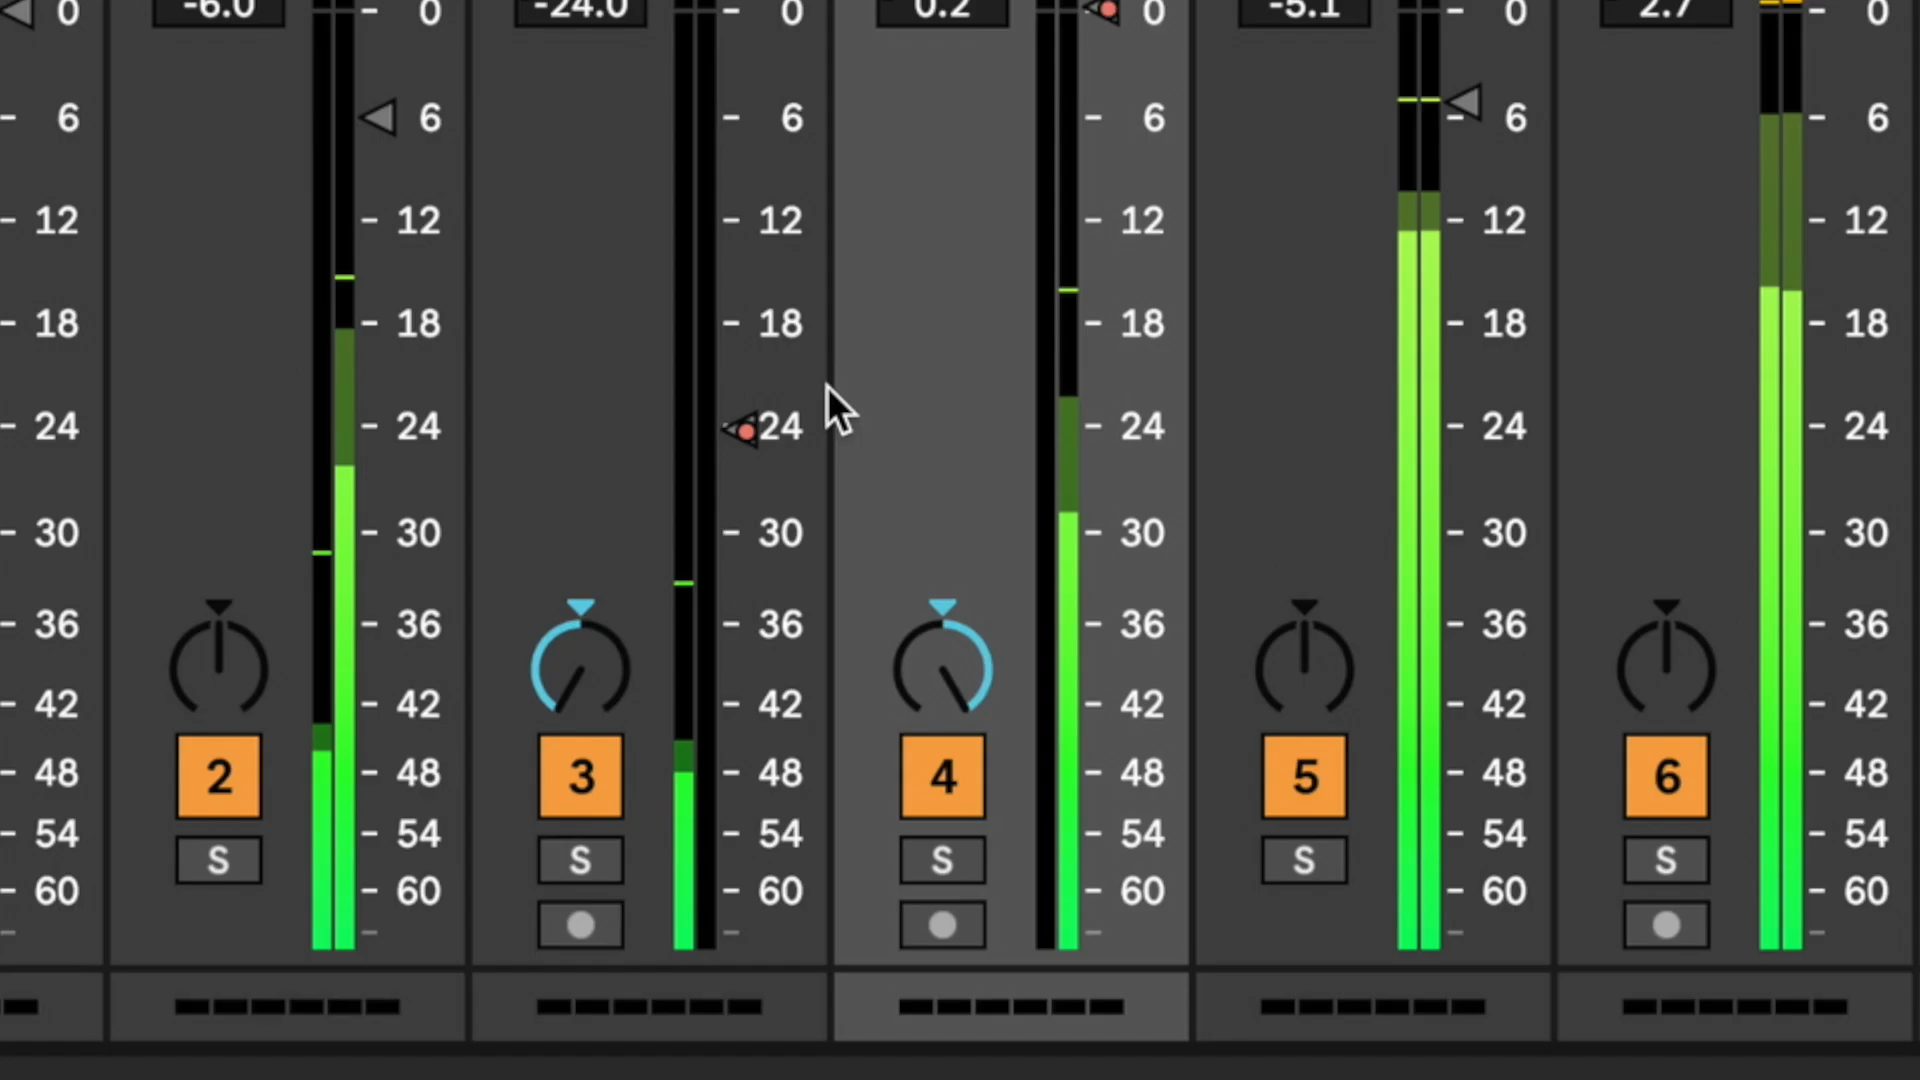 0 -6.0 0 -24.0 0 0.2 0 -5.1 0 2.7 0
6 6 6 6 6 6
12 12 12 12 12 12
18 18 18 18 18 18
24 24 24 24 24 24
30 30 30 30 30 30
36 36 36 36 36 36
42 42 42 42 42 42
48 2 48 3 48 4 48 5 48 6 48
54 54 54 54 54 54
60 S 60 S 60 S 60 S 60 S 60